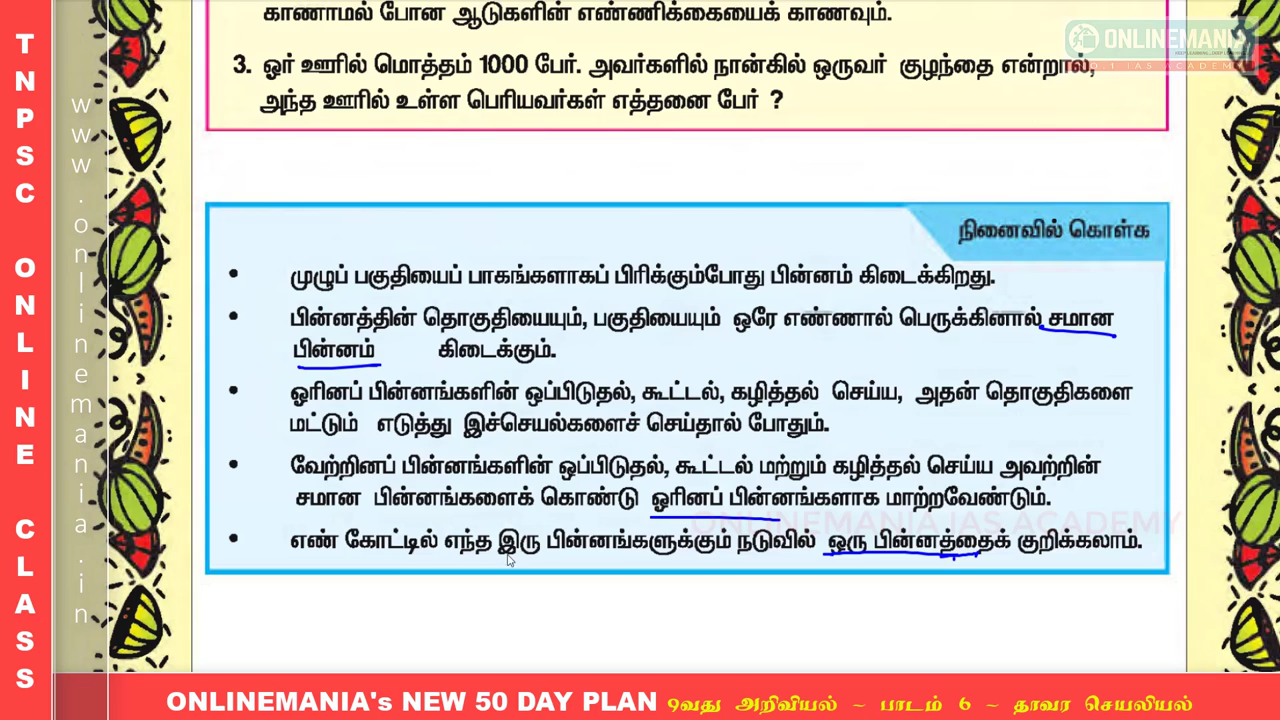 காணாமல் போன ஆடுகளின் எண்ணிக்கையைக் காணவும்.
3. ஓர் ஊரில் மொத்தம் 1000 பேர். அவர்களில் நான்கில் ஒருவர் குழந்தை என்றால்,
அந்த ஊரில் உள்ள பெரியவர்கள் எத்தனை பேர் ?
ONLINEMANIA
நினைவில் கொள்க
• முழுப் பகுதியைப் பாகங்களாகப் பிரிக்கும்போது பின்னம் கிடைக்கிறது.
• பின்னத்தின் தொகுதியையும், பகுதியையும் ஒரே எண்ணால் பெருக்கினால் சமான
பின்னம் கிடைக்கும்.
• ஓரினப் பின்னங்களின் ஒப்பிடுதல், கூட்டல், கழித்தல் செய்ய, அதன் தொகுதிகளை
மட்டும் எடுத்து இச்செயல்களைச் செய்தால் போதும்.
• வேற்றினப் பின்னங்களின் ஒப்பிடுதல், கூட்டல் மற்றும் கழித்தல் செய்ய அவற்றின்
சமான பின்னங்களைக் கொண்டு ஓரினப் பின்னங்களாக மாற்றவேண்டும்.
ONLINEMANIA IAS ACADEMY
• எண் கோட்டில் எந்த இரு பின்னங்களுக்கும் நடுவில் ஒரு பின்னத்தைக் குறிக்கலாம்.
TNPSC ONLINE CLASS
www.onlinemania.in
ONLINEMANIA's NEW 50 DAY PLAN 9வது அறிவியல் ~ பாடம் 6 ~ தாவர செயலியல்